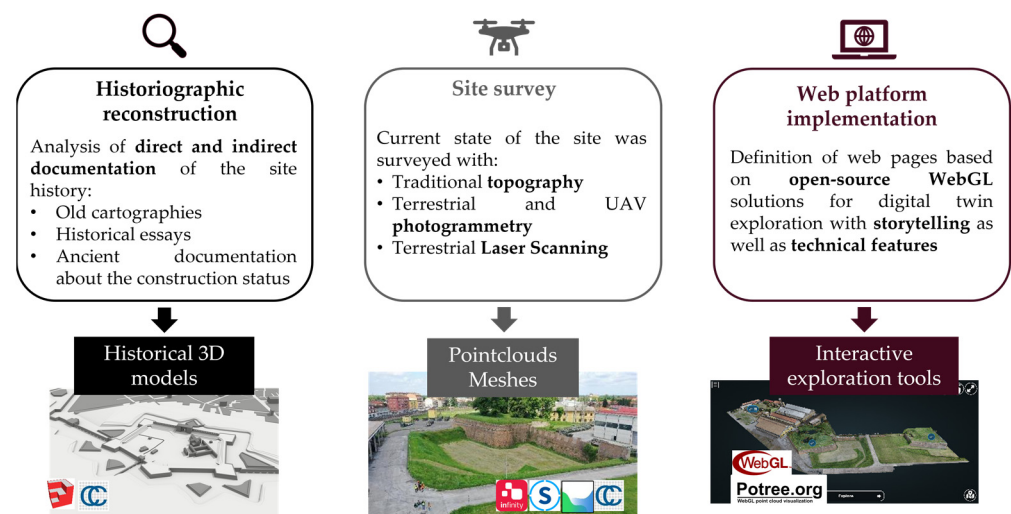 Historiographic
reconstruction
Analysis of direct and indirect
documentation of the site
history:
• Old cartographies
• Historical essays
• Ancient documentation
about the construction status
Historical 3D
models
CC
Site survey
Current state of the site was
surveyed with:
• Traditional topography
• Terrestrial and UAV
photogrammetry
• Terrestrial Laser Scanning
Pointclouds
Meshes
infinity
S
CC
Web platform
implementation
Definition of web pages based
on open-source WebGL
solutions for digital twin
exploration with storytelling as
well as technical features
Interactive
exploration tools
WebGL
Potree.org
WebGL point cloud visualization
Explore